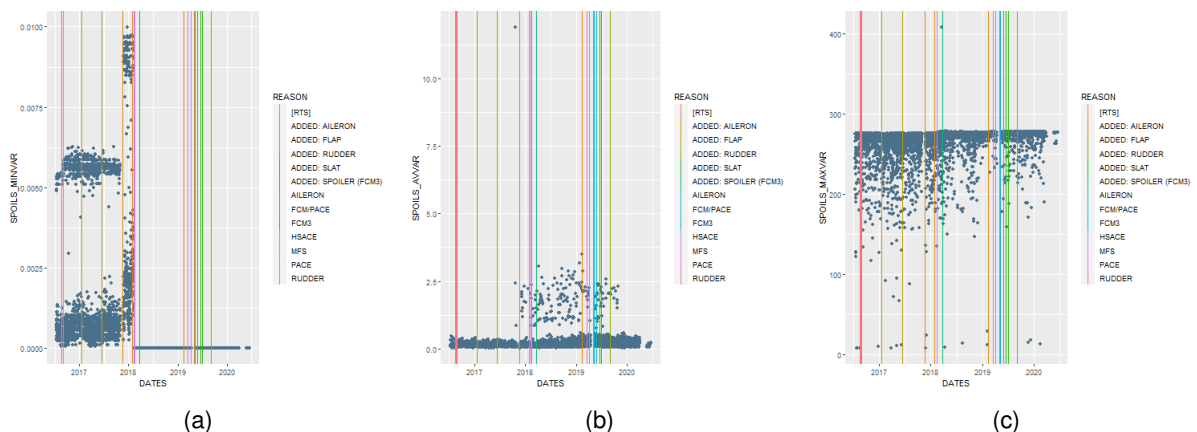 SPOILS_MINVAR
0.0100
0.0075
0.0050
0.0025
0.0000
2017 2018 2019 2020
DATES
REASON
[RTS]
ADDED: AILERON
ADDED: FLAP
ADDED: RUDDER
ADDED: SLAT
ADDED: SPOILER (FCM3)
AILERON
FCM/PACE
FCM3
HSACE
MFS
PACE
RUDDER
(a)
SPOILS_AVVAR
12.5
10.0
7.5
5.0
2.5
0.0
2017 2018 2019 2020
DATES
REASON
[RTS]
ADDED: AILERON
ADDED: FLAP
ADDED: RUDDER
ADDED: SLAT
ADDED: SPOILER (FCM3)
AILERON
FCM/PACE
FCM3
HSACE
MFS
PACE
RUDDER
(b)
SPOILS_MAXVAR
400
300
200
100
0
2017 2018 2019 2020
DATES
REASON
[RTS]
ADDED: AILERON
ADDED: FLAP
ADDED: RUDDER
ADDED: SLAT
ADDED: SPOILER (FCM3)
AILERON
FCM/PACE
FCM3
HSACE
MFS
PACE
RUDDER
(c)